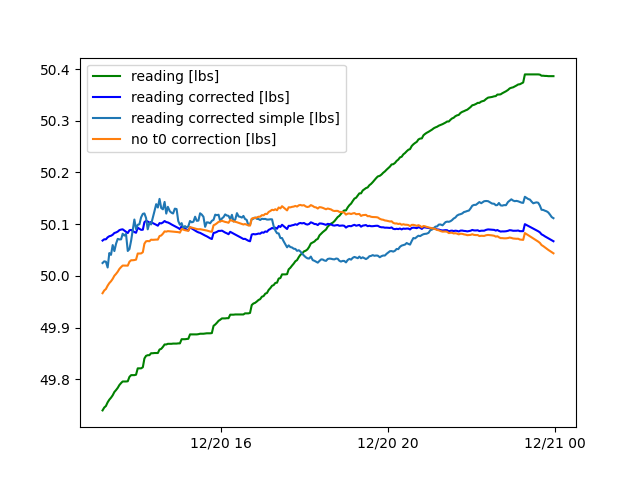 50.4
50.3
50.2
50.1
50.0
49.9
49.8
reading [lbs]
reading corrected [lbs]
reading corrected simple [lbs]
no t0 correction [lbs]
12/20 16
12/20 20
12/21 00